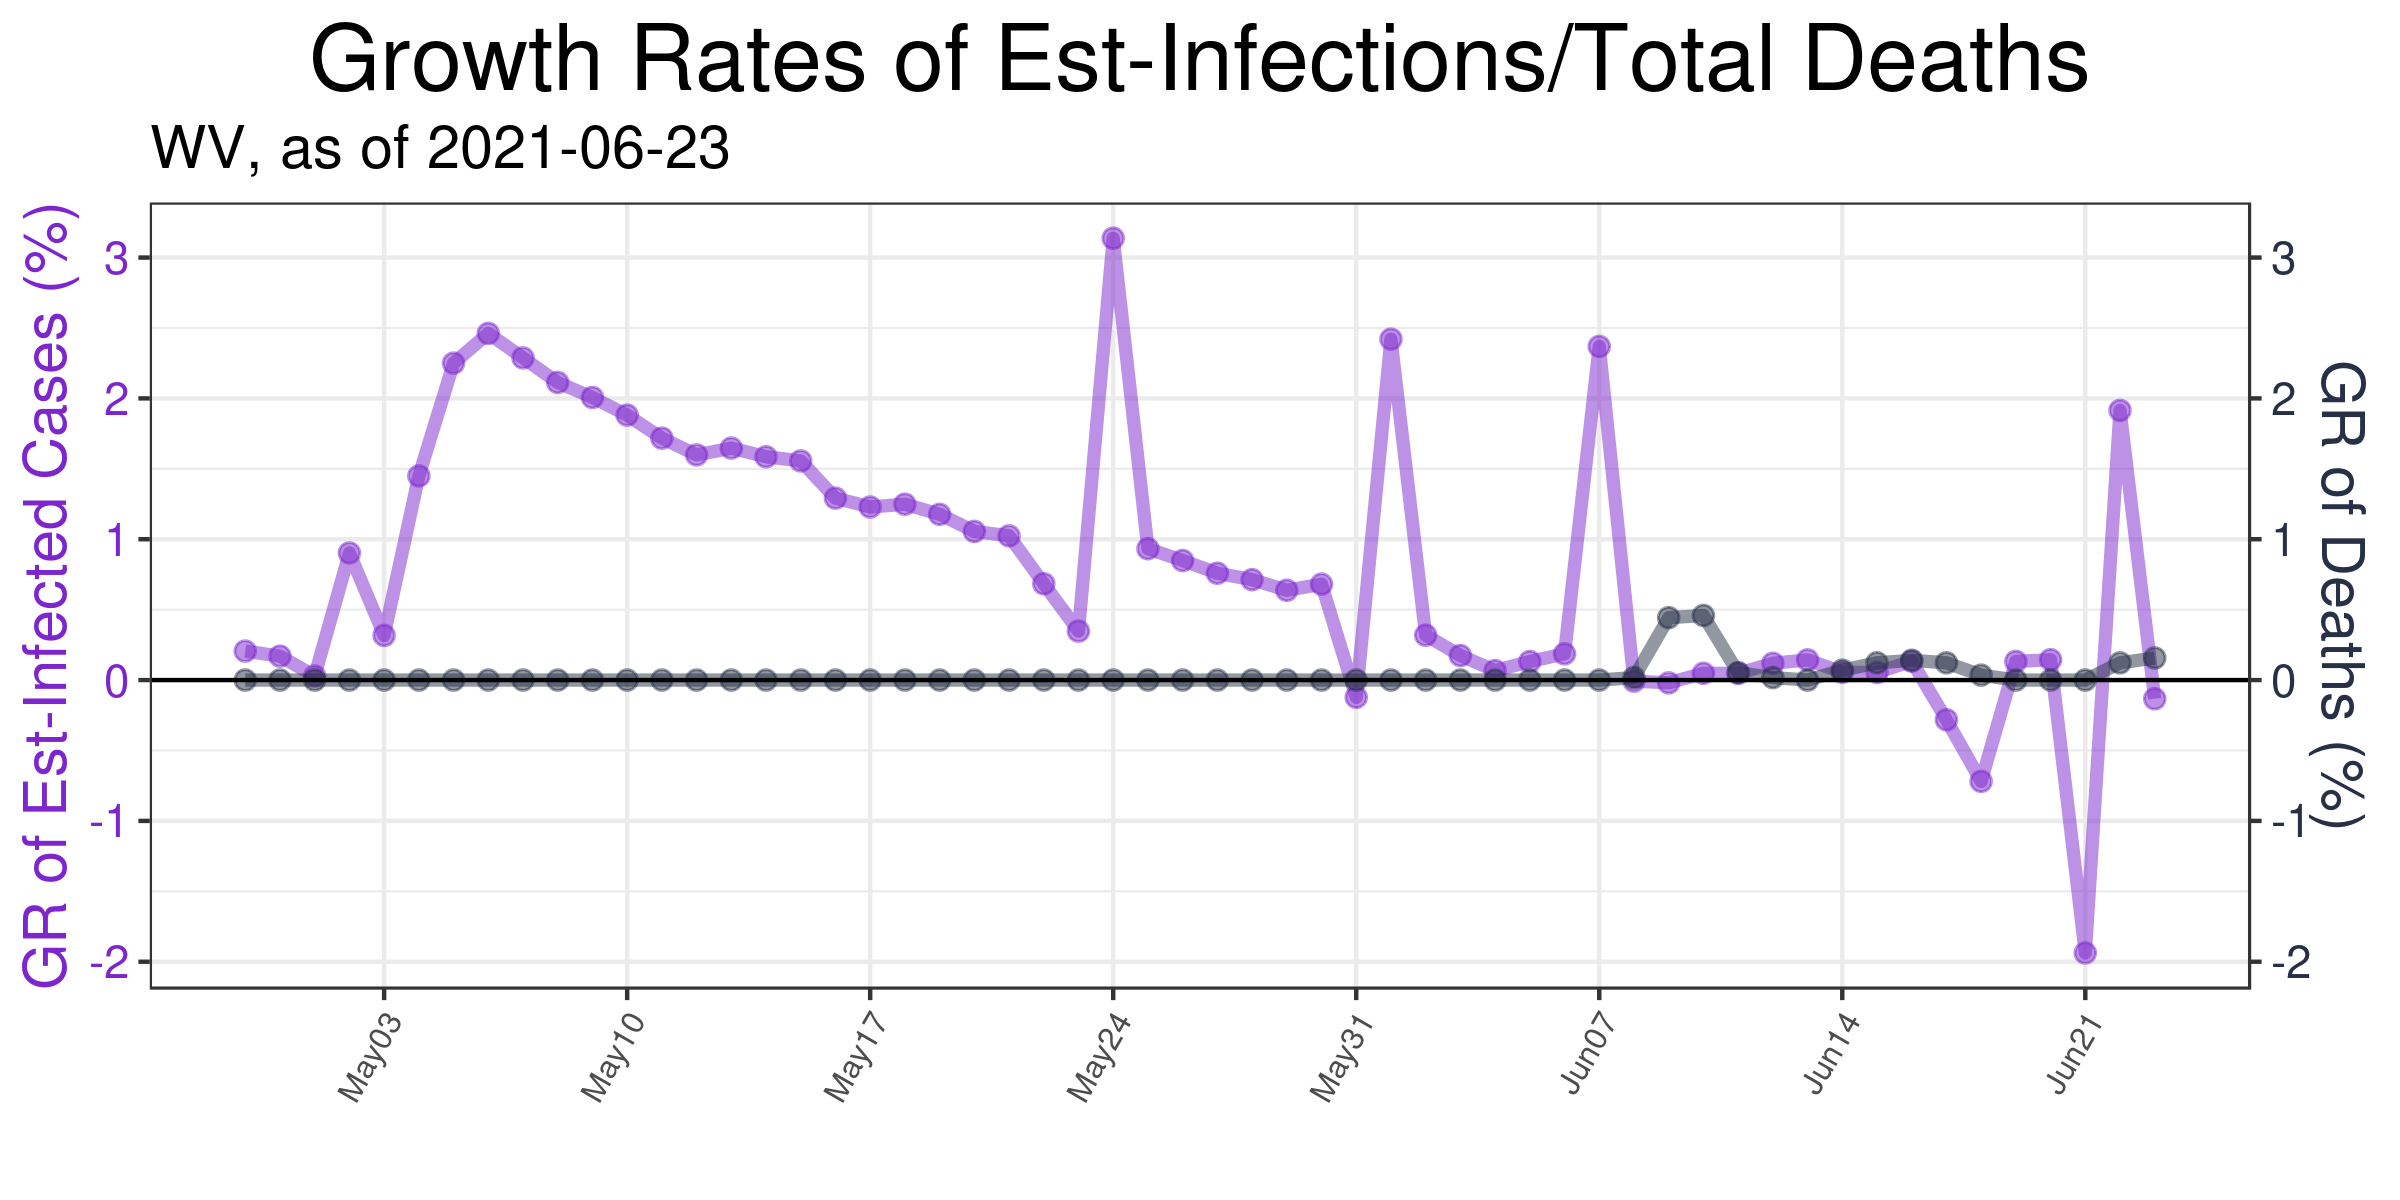 Growth Rates of Est-Infections/Total Deaths
WV, as of 2021-06-23
GR of Est-Infected Cases (%)
3
2
1
0
-1
-2
3
2
1
0
-1
-2
GR of Deaths (%)
May03
May10
May17
May24
May31
Jun07
Jun14
Jun21